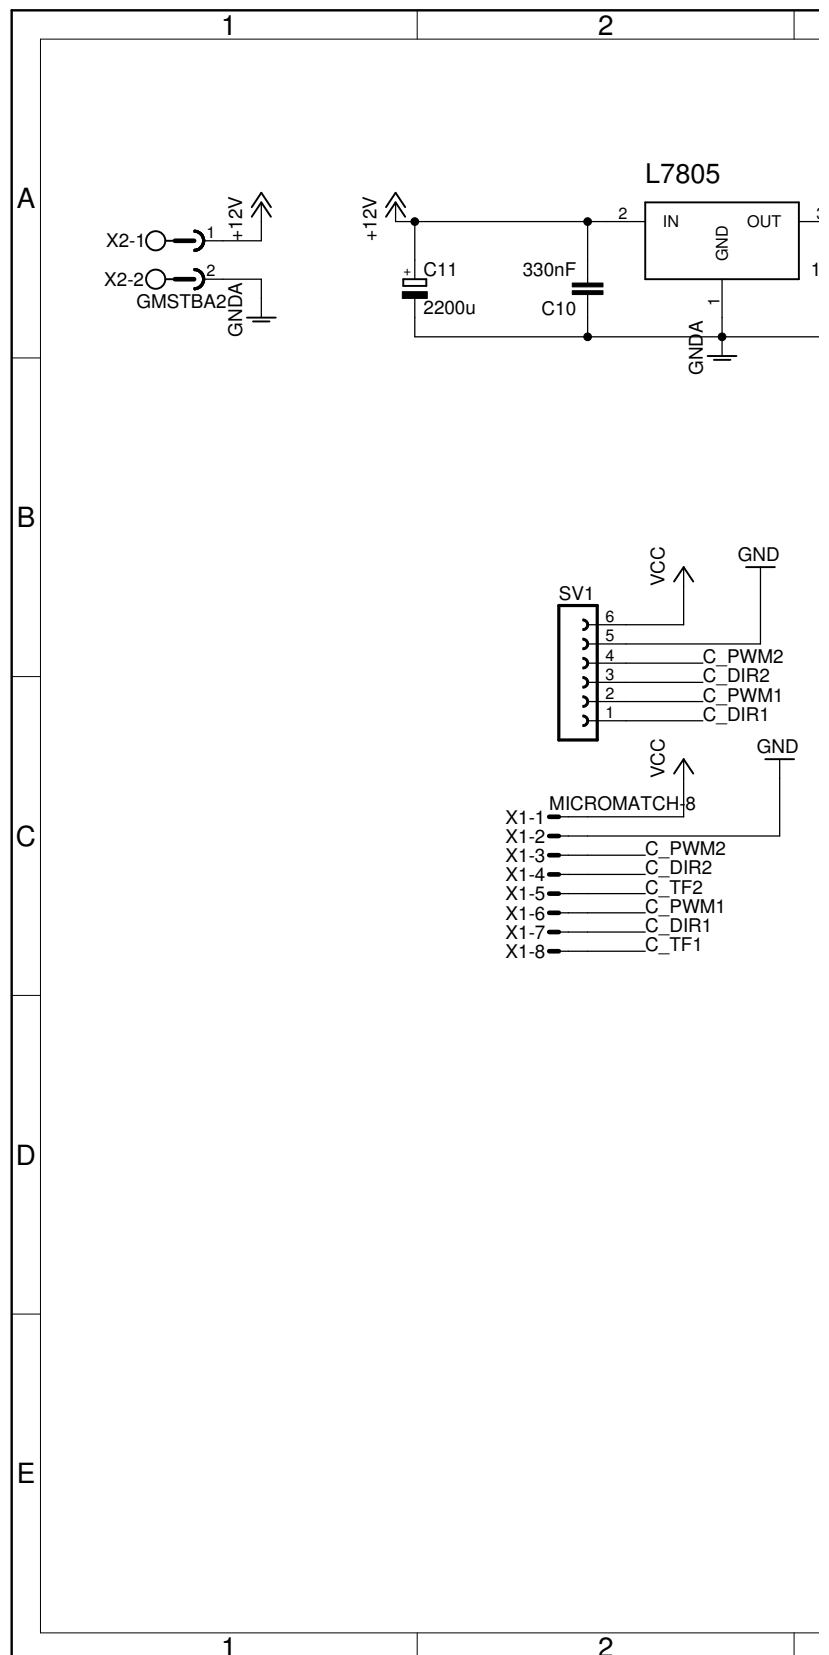 1
2
A
L7805
+12V
+12V
X2-1
1
2
IN
OUT
3
GND
X2-2
2
GMSTBA2
GNDA
+
C11
2200u
330nF
C10
1
1
GNDA
B
VCC
GND
SV1
6
5
4
C_PWM2
3
C_DIR2
2
C_PWM1
1
C_DIR1
VCC
GND
C
MICROMATCH-8
X1-1
X1-2
X1-3
C_PWM2
X1-4
C_DIR2
X1-5
C_TF2
X1-6
C_PWM1
X1-7
C_DIR1
X1-8
C_TF1
D
E
1
2